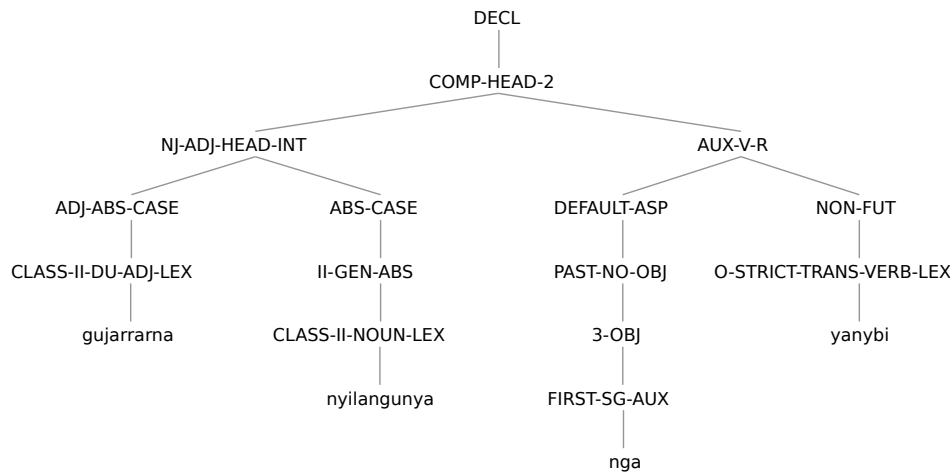 DECL
COMP-HEAD-2
NJ-ADJ-HEAD-INT AUX-V-R
ADJ-ABS-CASE ABS-CASE DEFAULT-ASP NON-FUT
CLASS-II-DU-ADJ-LEX II-GEN-ABS PAST-NO-OBJ O-STRICT-TRANS-VERB-LEX
gujarrarna CLASS-II-NOUN-LEX 3-OBJ yanybi
nyilangunya FIRST-SG-AUX
nga